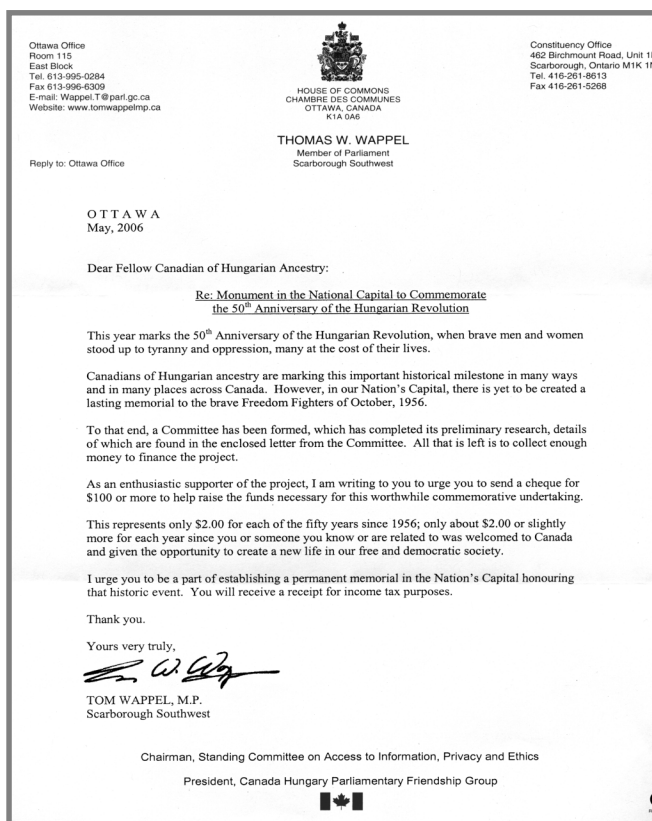 Ottawa Office
Room 115
East Block
Tel. 613-995-0284
Fax 613-996-6309
E-mail: Wappel.T@parl.gc.ca
Website: www.tomwappelmp.ca
Reply to: Ottawa Office
HOUSE OF COMMONS
CHAMBRE DES COMMUNES
OTTAWA, CANADA
K1A 0A6
THOMAS W. WAPPEL
Member of Parliament
Scarborough Southwest
Constituency Office
462 Birchmount Road, Unit
Scarborough, Ontario M1K
Tel. 416-261-8613
Fax 416-261-5268
OTTAWA
May, 2006
Dear Fellow Canadian of Hungarian Ancestry:
Re: Monument in the National Capital to Commemorate
the 50th Anniversary of the Hungarian Revolution
This year marks the 50th Anniversary of the Hungarian Revolution, when brave men and women
stood up to tyranny and oppression, many at the cost of their lives.
Canadians of Hungarian ancestry are marking this important historical milestone in many ways
and in many places across Canada. However, in our Nation's Capital, there is yet to be created a
lasting memorial to the brave Freedom Fighters of October, 1956.
To that end, a Committee has been formed, which has completed its preliminary research, details
of which are found in the enclosed letter from the Committee. All that is left is to collect enough
money to finance the project.
As an enthusiastic supporter of the project, I am writing to you to urge you to send a cheque for
$100 or more to help raise the funds necessary for this worthwhile commemorative undertaking.
This represents only $2.00 for each of the fifty years since 1956; only about $2.00 or slightly
more for each year since you or someone you know or are related to was welcomed to Canada
and given the opportunity to create a new life in our free and democratic society.
I urge you to be a part of establishing a permanent memorial in the Nation's Capital honouring
that historic event. You will receive a receipt for income tax purposes.
Thank you.
Yours very truly,
TOM WAPPEL, M.P.
Scarborough Southwest
Chairman, Standing Committee on Access to Information, Privacy and Ethics
President, Canada Hungary Parliamentary Friendship Group